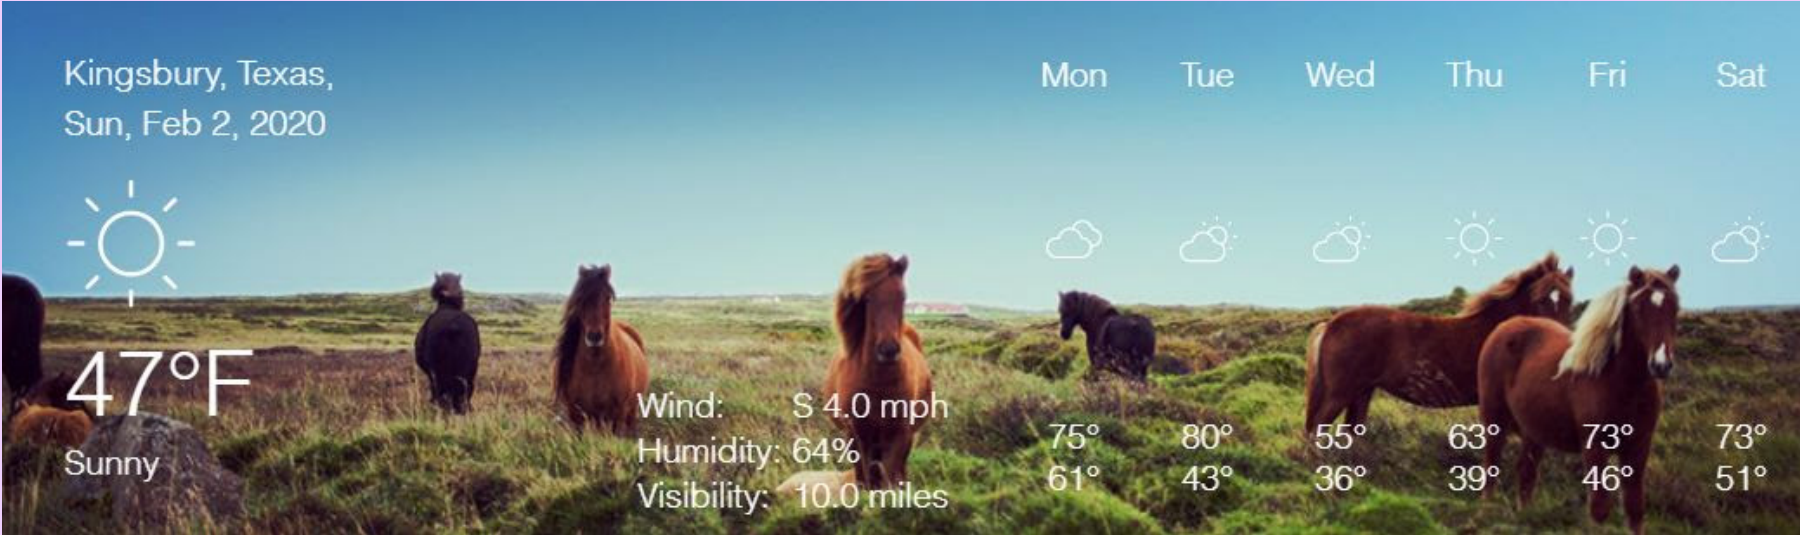 Kingsbury, Texas,
Sun, Feb 2, 2020
47°F
Sunny
Wind: S 4.0 mph
Humidity: 64%
Visibility: 10.0 miles
Mon Tue Wed Thu Fri Sat
75° 80° 55° 63° 73° 73°
61° 43° 36° 39° 46° 51°